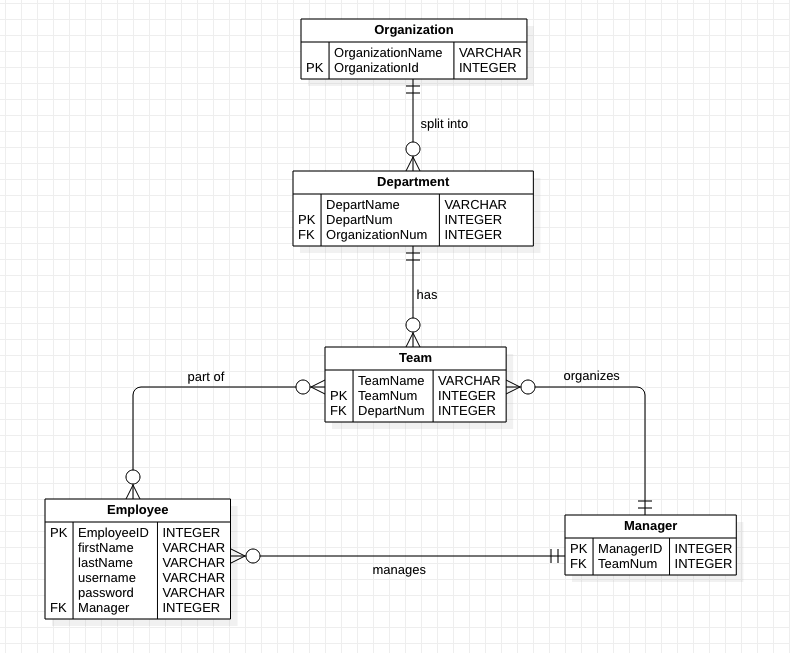 Organization
OrganizationName VARCHAR
PK OrganizationId INTEGER
split into
Department
DepartName VARCHAR
PK DepartNum INTEGER
FK OrganizationNum INTEGER
has
Team
TeamName VARCHAR
PK TeamNum INTEGER
FK DepartNum INTEGER
part of
organizes
Employee
PK EmployeeID INTEGER
firstName VARCHAR
lastName VARCHAR
username VARCHAR
password VARCHAR
FK Manager INTEGER
manages
Manager
PK ManagerID INTEGER
FK TeamNum INTEGER